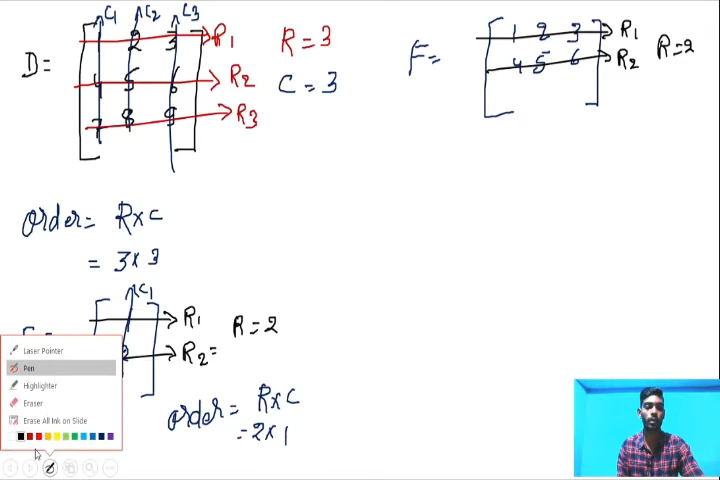 C1 C2 C3
D= 2 3 R1 R=3
4 5 6 R2 C=3
7 8 9 R3
order= R×C
= 3×3
C1
R1 R=2
2 R2=
order= R×C
=2×1
F= 1 2 3 R1 R=2
4 5 6 R2
Laser Pointer
Pen
Highlighter
Eraser
Erase All Ink on Slide